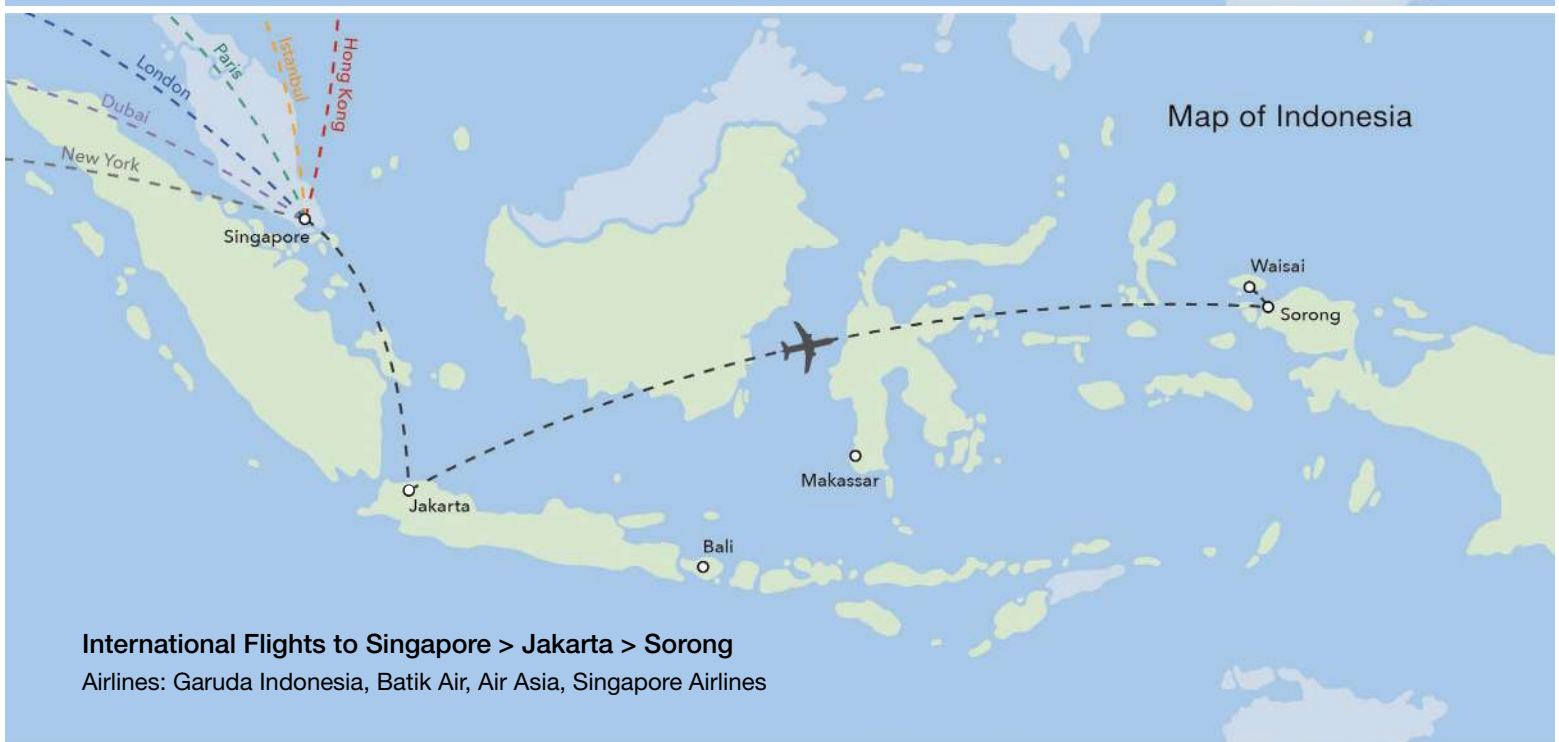 Hong Kong
Istanbul
Paris
London
Dubai
New York
Map of Indonesia
Singapore
Waisai
Sorong
Makassar
Jakarta
Bali
International Flights to Singapore > Jakarta > Sorong
Airlines: Garuda Indonesia, Batik Air, Air Asia, Singapore Airlines